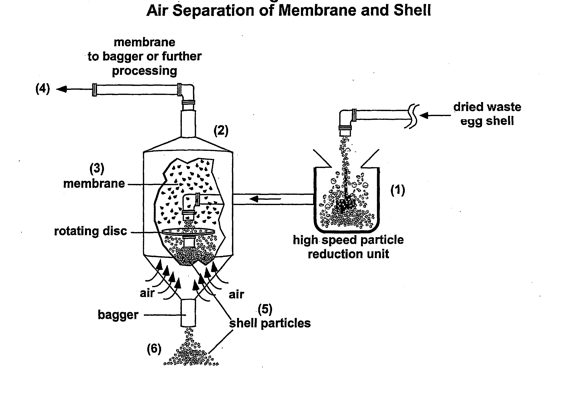 Air Separation of Membrane and Shell
membrane
to bagger or further
processing
(4)
dried waste
egg shell
(2)
(3)
membrane
(1)
rotating disc
high speed particle
reduction unit
air
air
(5)
bagger
shell particles
(6)